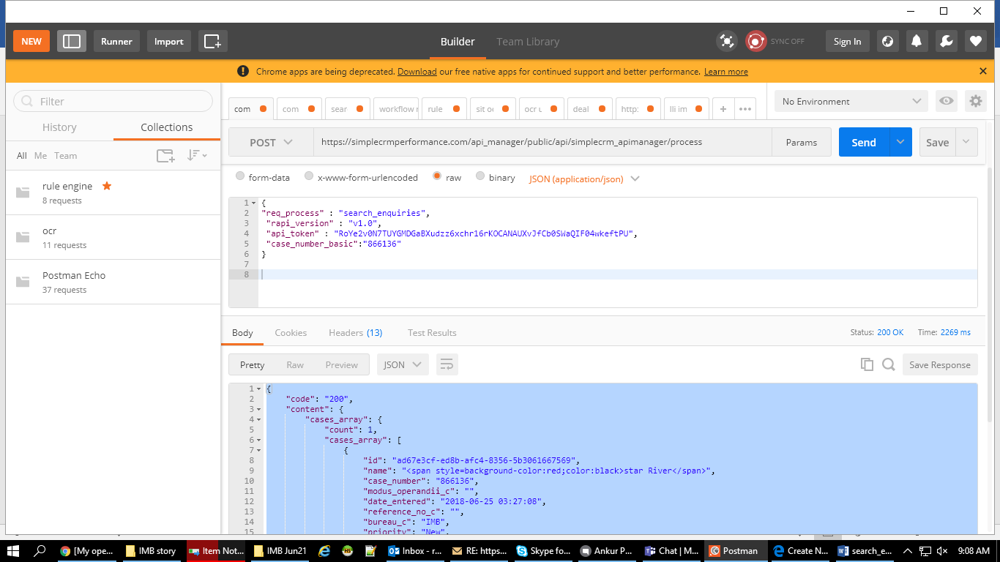 NEW Runner Import Builder Team Library SYNC OFF Sign In
Chrome apps are being deprecated. Download our free native apps for continued support and better performance. Learn more
Filter
History Collections
All Me Team
rule engine
8 requests
ocr
11 requests
Postman Echo
37 requests
com com sear workflow r rule sit oc ocr u deal http: lli im + ••• No Environment
POST https://simplecrmperformance.com/api_manager/public/api/simplecrm_apimanager/process Params Send Save
form-data x-www-form-urlencoded raw binary JSON (application/json)
1 {
2 "req_process" : "search_enquiries",
3 "rapi_version" : "v1.0",
4 "api_token" : "RoYe2v0N7TUYGMDGaBXudzz6xchr16rKOCANAUXvJfCb0SWaQIF04wkeftPU",
5 "case_number_basic":"866136"
6 }
7
8
Body Cookies Headers (13) Test Results Status: 200 OK Time: 2269 ms
Pretty Raw Preview JSON Save Response
1 {
2 "code": "200",
3 "content": {
4 "cases_array": {
5 "count": 1,
6 "cases_array": [
7 {
8 "id": "ad67e3cf-ed8b-afc4-8356-5b3061667569",
9 "name": "<span style=background-color:red;color:black>star River</span>",
10 "case_number": "866136",
11 "modus_operandii_c": "",
12 "date_entered": "2018-06-25 03:27:08",
13 "reference_no_c": "",
14 "bureau_c": "IMB",
15 "priority": "New",
[My ope... IMB story Item Not... IMB Jun21 Inbox - r... RE: https... Skype fo... Ankur P... Chat | M... Postman Create N... search_e... 9:08 AM